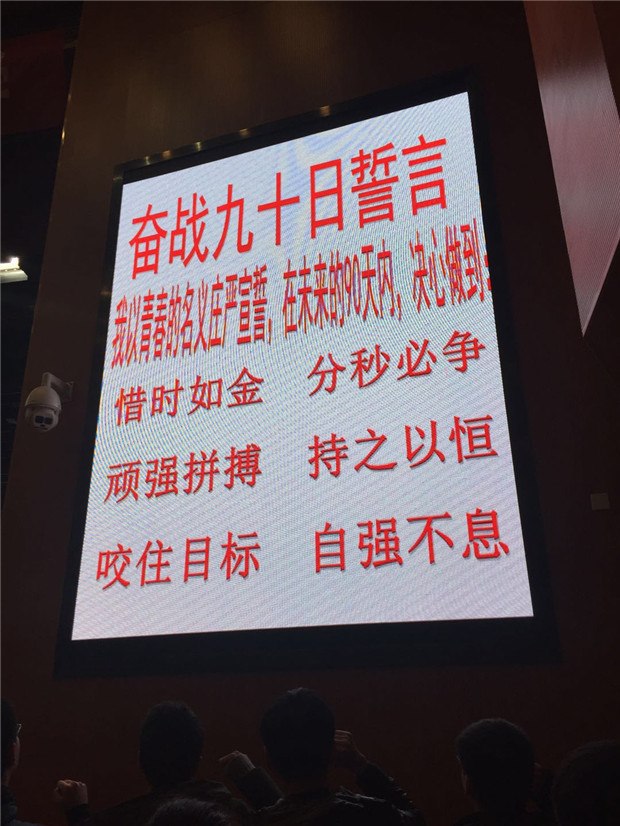 奋战九十日誓言
我以青春的名义庄严宣誓，在未来的90天内，决心做到：
惜时如金 分秒必争
顽强拼搏 持之以恒
咬住目标 自强不息